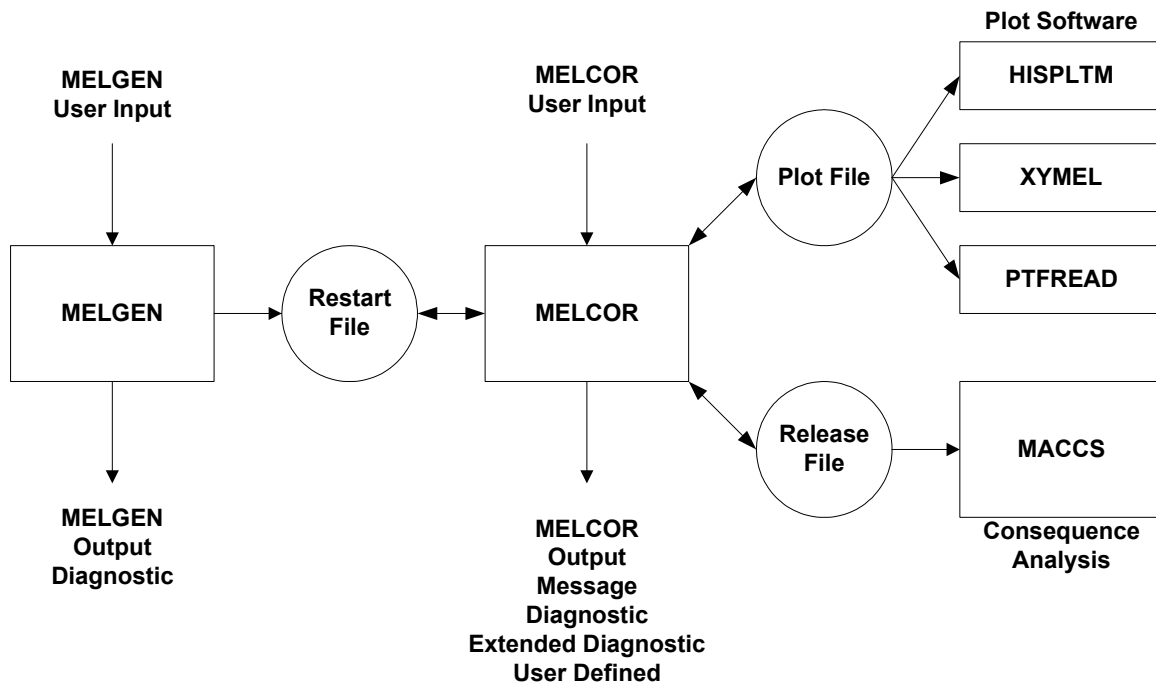 Plot Software
HISPLTM
MELGEN
User Input
MELCOR
User Input
Plot File
XYMEL
PTFREAD
MELGEN
Restart
File
MELCOR
Release
File
MACCS
Consequence
Analysis
MELGEN
Output
Diagnostic
MELCOR
Output
Message
Diagnostic
Extended Diagnostic
User Defined